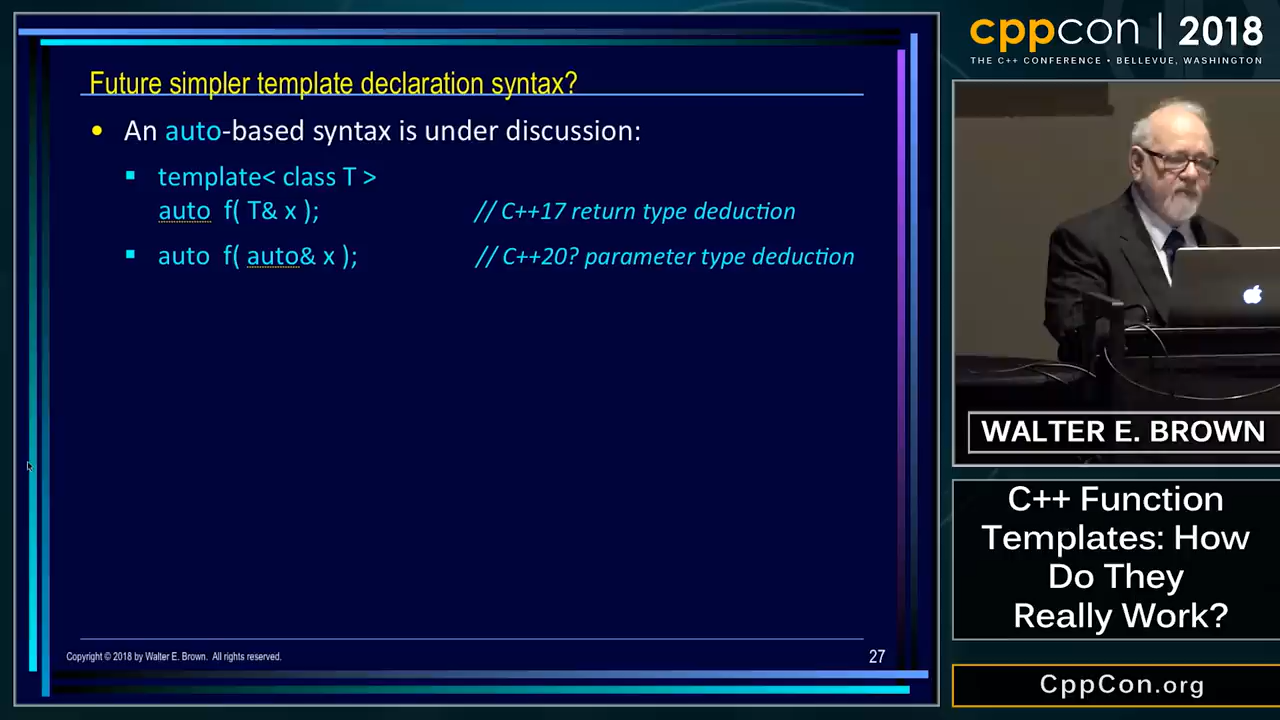 Future simpler template declaration syntax?
• An auto-based syntax is under discussion:
▪ template< class T >
auto f( T& x ); // C++17 return type deduction
▪ auto f( auto& x ); // C++20? parameter type deduction
Copyright © 2018 by Walter E. Brown. All rights reserved.
27
cppcon | 2018
THE C++ CONFERENCE • BELLEVUE, WASHINGTON
WALTER E. BROWN
C++ Function
Templates: How
Do They
Really Work?
CppCon.org